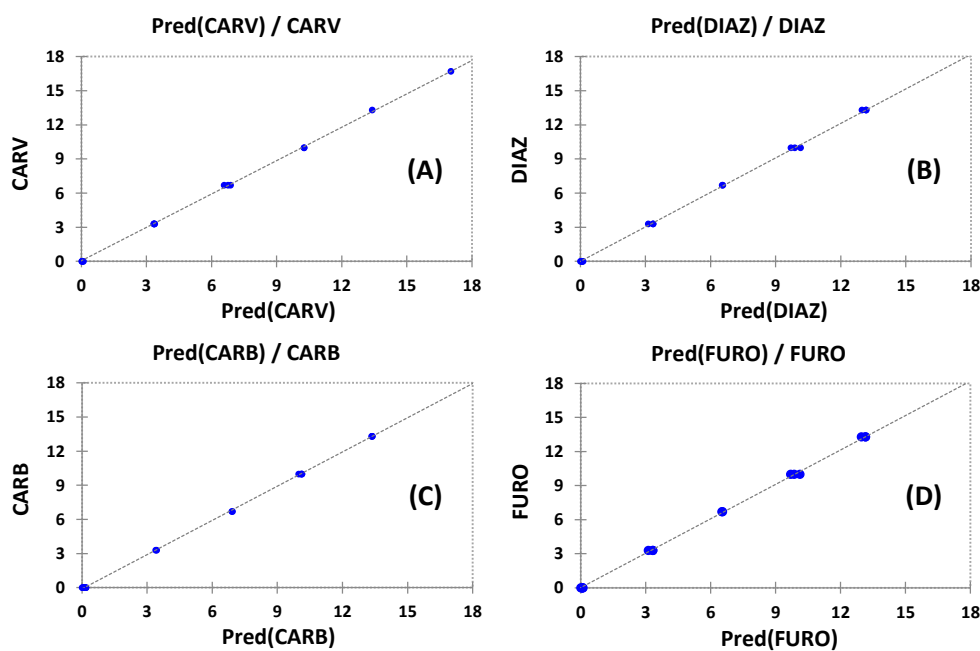 Pred(CARV) / CARV
18
15
12
9
6
3
0
CARV
(A)
0 3 6 9 12 15 18
Pred(CARV)
Pred(DIAZ) / DIAZ
18
15
12
9
6
3
0
DIAZ
(B)
0 3 6 9 12 15 18
Pred(DIAZ)
Pred(CARB) / CARB
18
15
12
9
6
3
0
CARB
(C)
0 3 6 9 12 15 18
Pred(CARB)
Pred(FURO) / FURO
18
15
12
9
6
3
0
FURO
(D)
0 3 6 9 12 15 18
Pred(FURO)